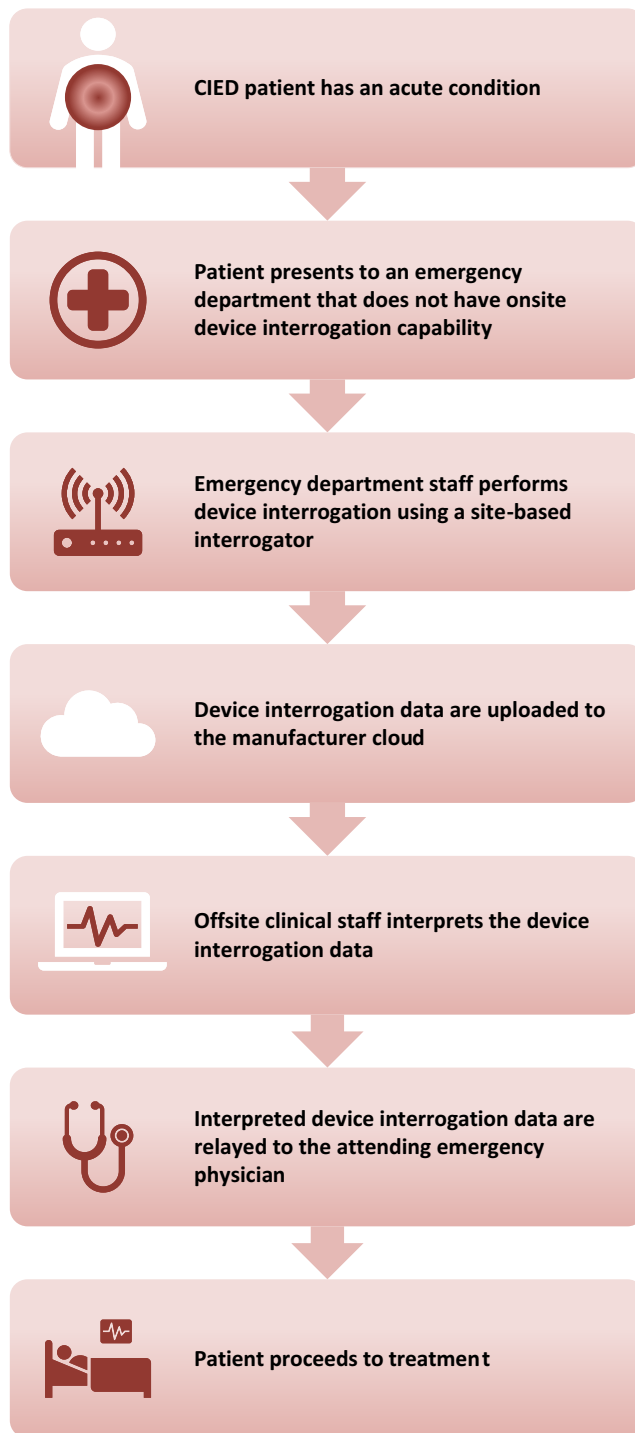 CIED patient has an acute condition
Patient presents to an emergency
department that does not have onsite
device interrogation capability
Emergency department staff performs
device interrogation using a site-based
interrogator
Device interrogation data are uploaded to
the manufacturer cloud
Offsite clinical staff interprets the device
interrogation data
Interpreted device interrogation data are
relayed to the attending emergency
physician
Patient proceeds to treatment